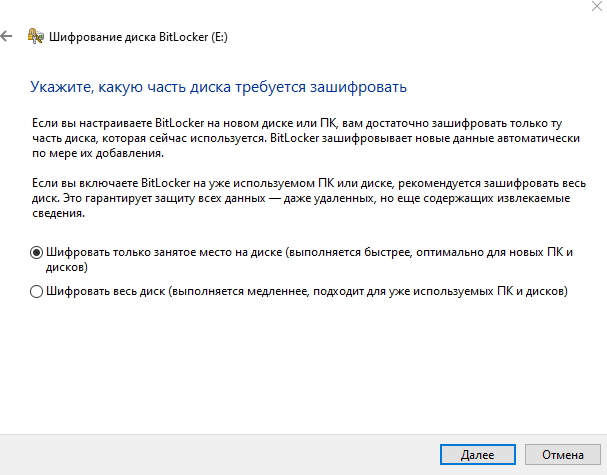 Шифрование диска BitLocker (E:)
Укажите, какую часть диска требуется зашифровать
Если вы настраиваете BitLocker на новом диске или ПК, вам достаточно зашифровать только ту
часть диска, которая сейчас используется. BitLocker зашифровывает новые данные автоматически
по мере их добавления.
Если вы включаете BitLocker на уже используемом ПК или диске, рекомендуется зашифровать весь
диск. Это гарантирует защиту всех данных — даже удаленных, но еще содержащих извлекаемые
сведения.
Шифровать только занятое место на диске (выполняется быстрее, оптимально для новых ПК и
дисков)
Шифровать весь диск (выполняется медленнее, подходит для уже используемых ПК и дисков)
Далее
Отмена